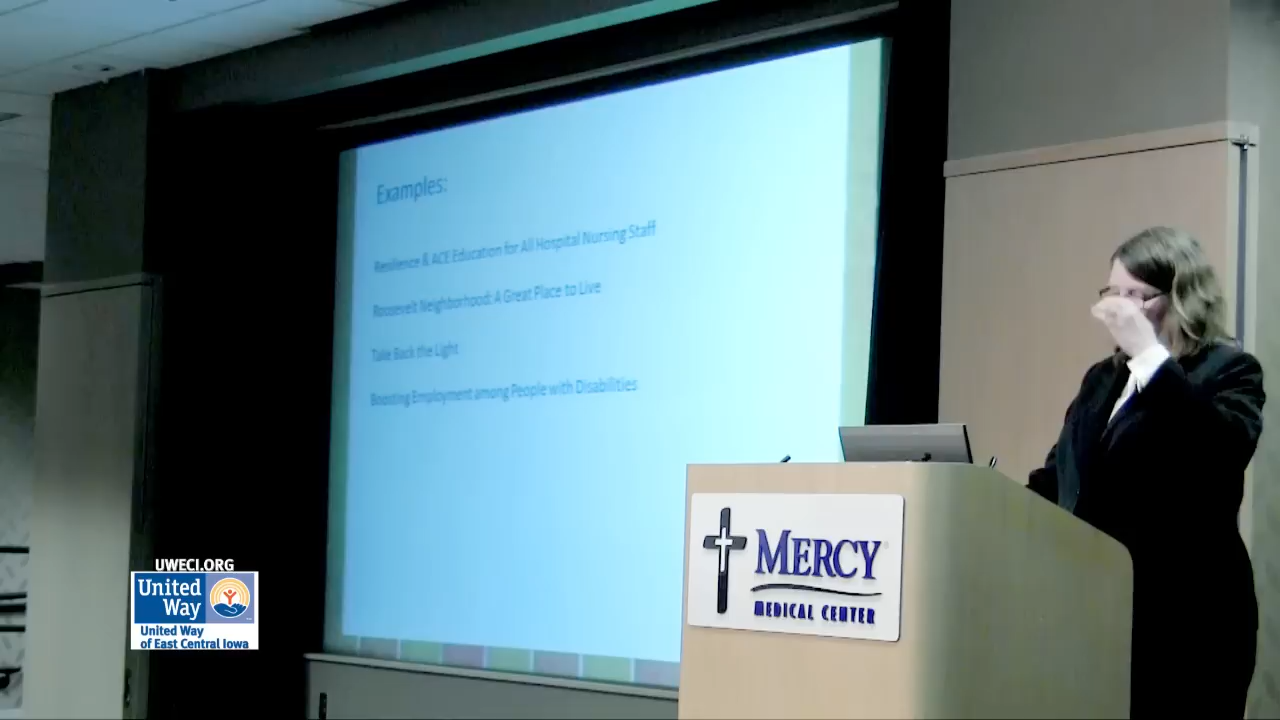 Examples:
Resilience & ACE Education for All Hospital Nursing Staff
Roosevelt Neighborhood: A Great Place to Live
Take Back the Light
Boosting Employment among People with Disabilities
MERCY
MEDICAL CENTER
UWECI.ORG
United
Way
United Way
of East Central Iowa